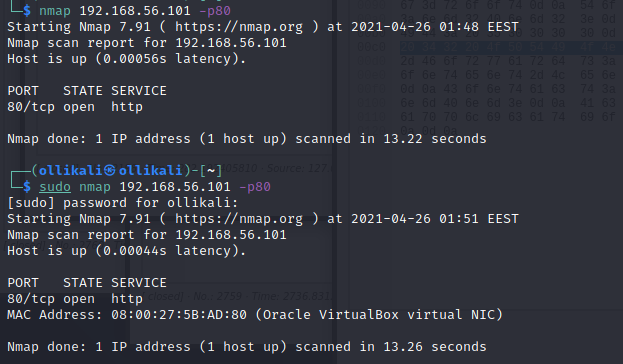 $ nmap 192.168.56.101 -p80
Starting Nmap 7.91 ( https://nmap.org ) at 2021-04-26 01:48 EEST
Nmap scan report for 192.168.56.101
Host is up (0.00056s latency).
PORT   STATE SERVICE
80/tcp open  http
Nmap done: 1 IP address (1 host up) scanned in 13.22 seconds
(ollikali㉿ollikali)-[~]
$ sudo nmap 192.168.56.101 -p80
[sudo] password for ollikali:
Starting Nmap 7.91 ( https://nmap.org ) at 2021-04-26 01:51 EEST
Nmap scan report for 192.168.56.101
Host is up (0.00044s latency).
PORT   STATE SERVICE
80/tcp open  http
MAC Address: 08:00:27:5B:AD:80 (Oracle VirtualBox virtual NIC)
Nmap done: 1 IP address (1 host up) scanned in 13.26 seconds